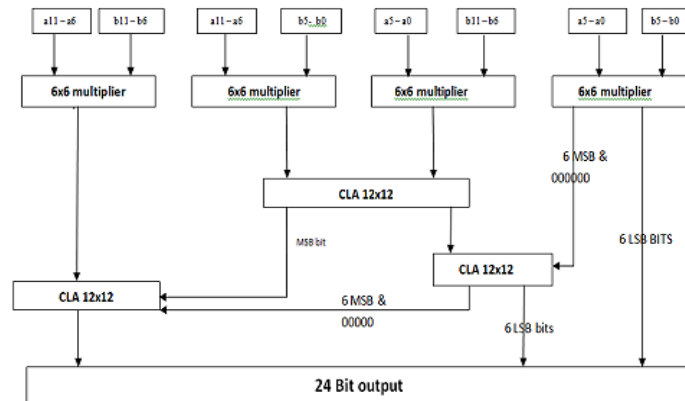 a11-a6
b11-b6
a11-a6
b5-b0
a5-a0
b11-b6
a5-a0
b5-b0
6x6 multiplier
6x6 multiplier
6x6 multiplier
6x6 multiplier
6 MSB &
000000
CLA 12x12
MSB bit
6 LSB BITS
CLA 12x12
CLA 12x12
6 MSB &
00000
6 LSB bits
24 Bit output